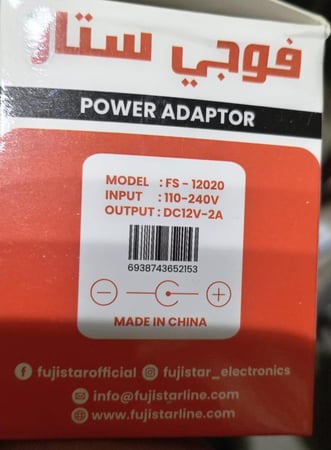 فوجي ستار
POWER ADAPTOR
MODEL : FS - 12020
INPUT : 110-240V
OUTPUT : DC12V-2A
6938743652153
MADE IN CHINA
fujistarofficial fujistar_electronics
info@fujistarline.com
www.fujistarline.com